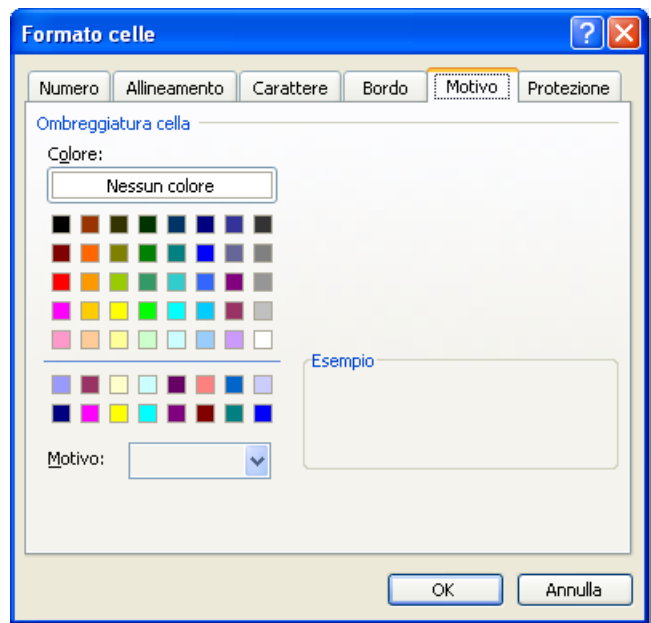 Formato celle
Numero Allineamento Carattere Bordo Motivo Protezione
Ombreggiatura cella
Colore:
Nessun colore
Esempio
Motivo:
OK Annulla